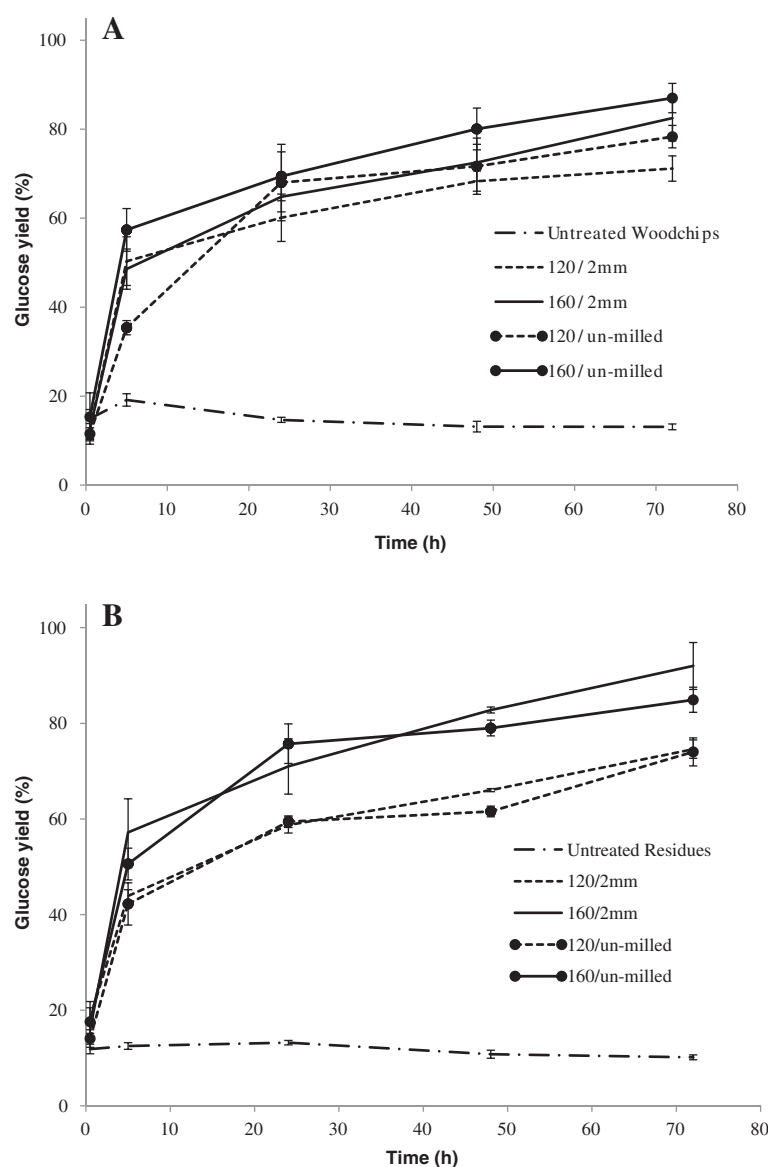 A
100
80
60
40
20
0
Glucose yield (%)
Untreated Woodchips
120/2mm
160/2mm
120/un-milled
160/un-milled
0 10 20 30 40 50 60 70 80
Time (h)
B
100
80
60
40
20
0
Glucose yield (%)
Untreated Residues
120/2mm
160/2mm
120/un-milled
160/un-milled
0 10 20 30 40 50 60 70 80
Time (h)